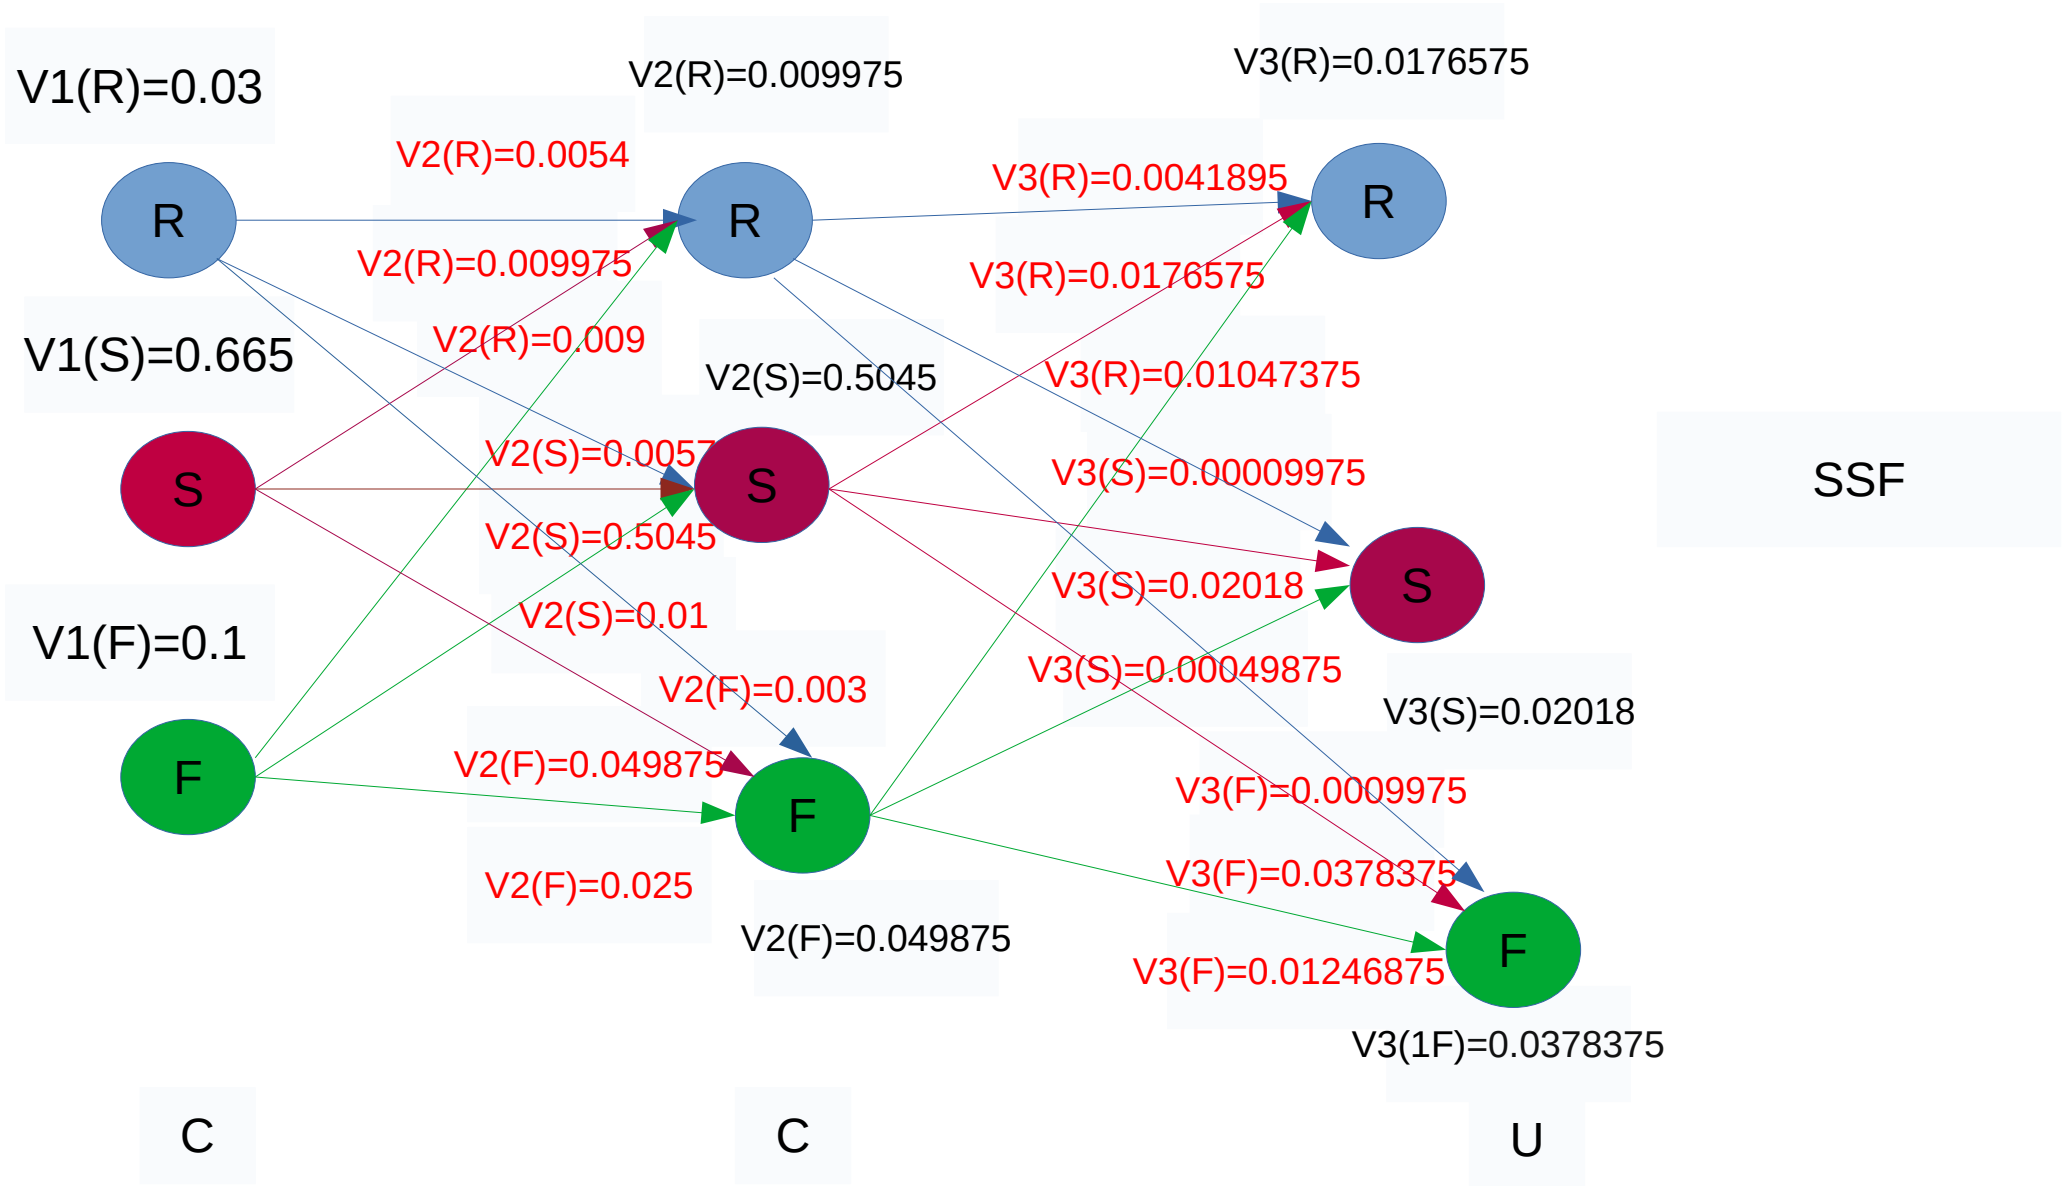 V1(R)=0.03
V2(R)=0.009975
V3(R)=0.0176575
V2(R)=0.0054
V3(R)=0.0041895
R
R
R
V2(R)=0.009975
V3(R)=0.0176575
V1(S)=0.665
V2(R)=0.009
V2(S)=0.5045
V3(R)=0.01047375
V2(S)=0.0057
V3(S)=0.00009975
SSF
S
S
V2(S)=0.5045
V3(S)=0.02018
S
V1(F)=0.1
V2(S)=0.01
V3(S)=0.00049875
V2(F)=0.003
V3(S)=0.02018
F
V2(F)=0.049875
V3(F)=0.0009975
F
V2(F)=0.025
V3(F)=0.0378375
V2(F)=0.049875
V3(F)=0.01246875
F
V3(1F)=0.0378375
C
C
U